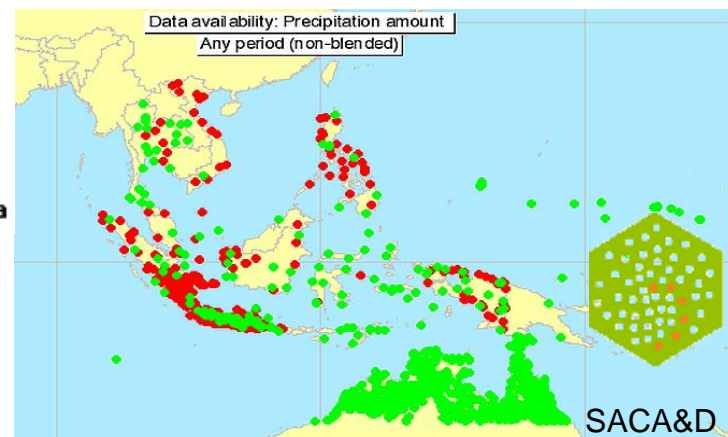 Data availability: Precipitation amount
Any period (non-blended)
a
SACA&D